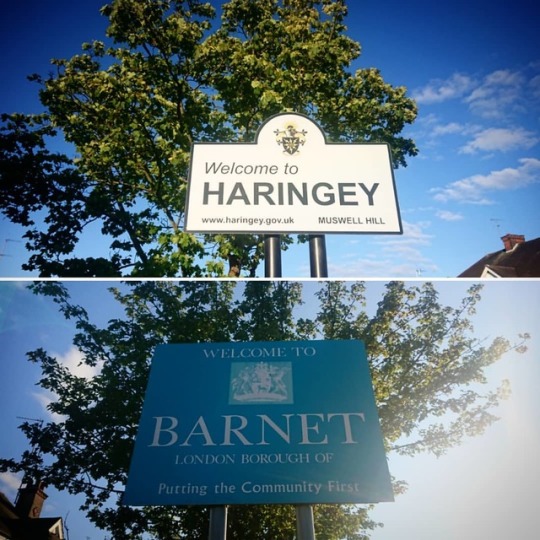 Welcome to
HARINGEY
www.haringey.gov.uk MUSWELL HILL
WELCOME TO
BARNET
LONDON BOROUGH OF
Putting the Community First